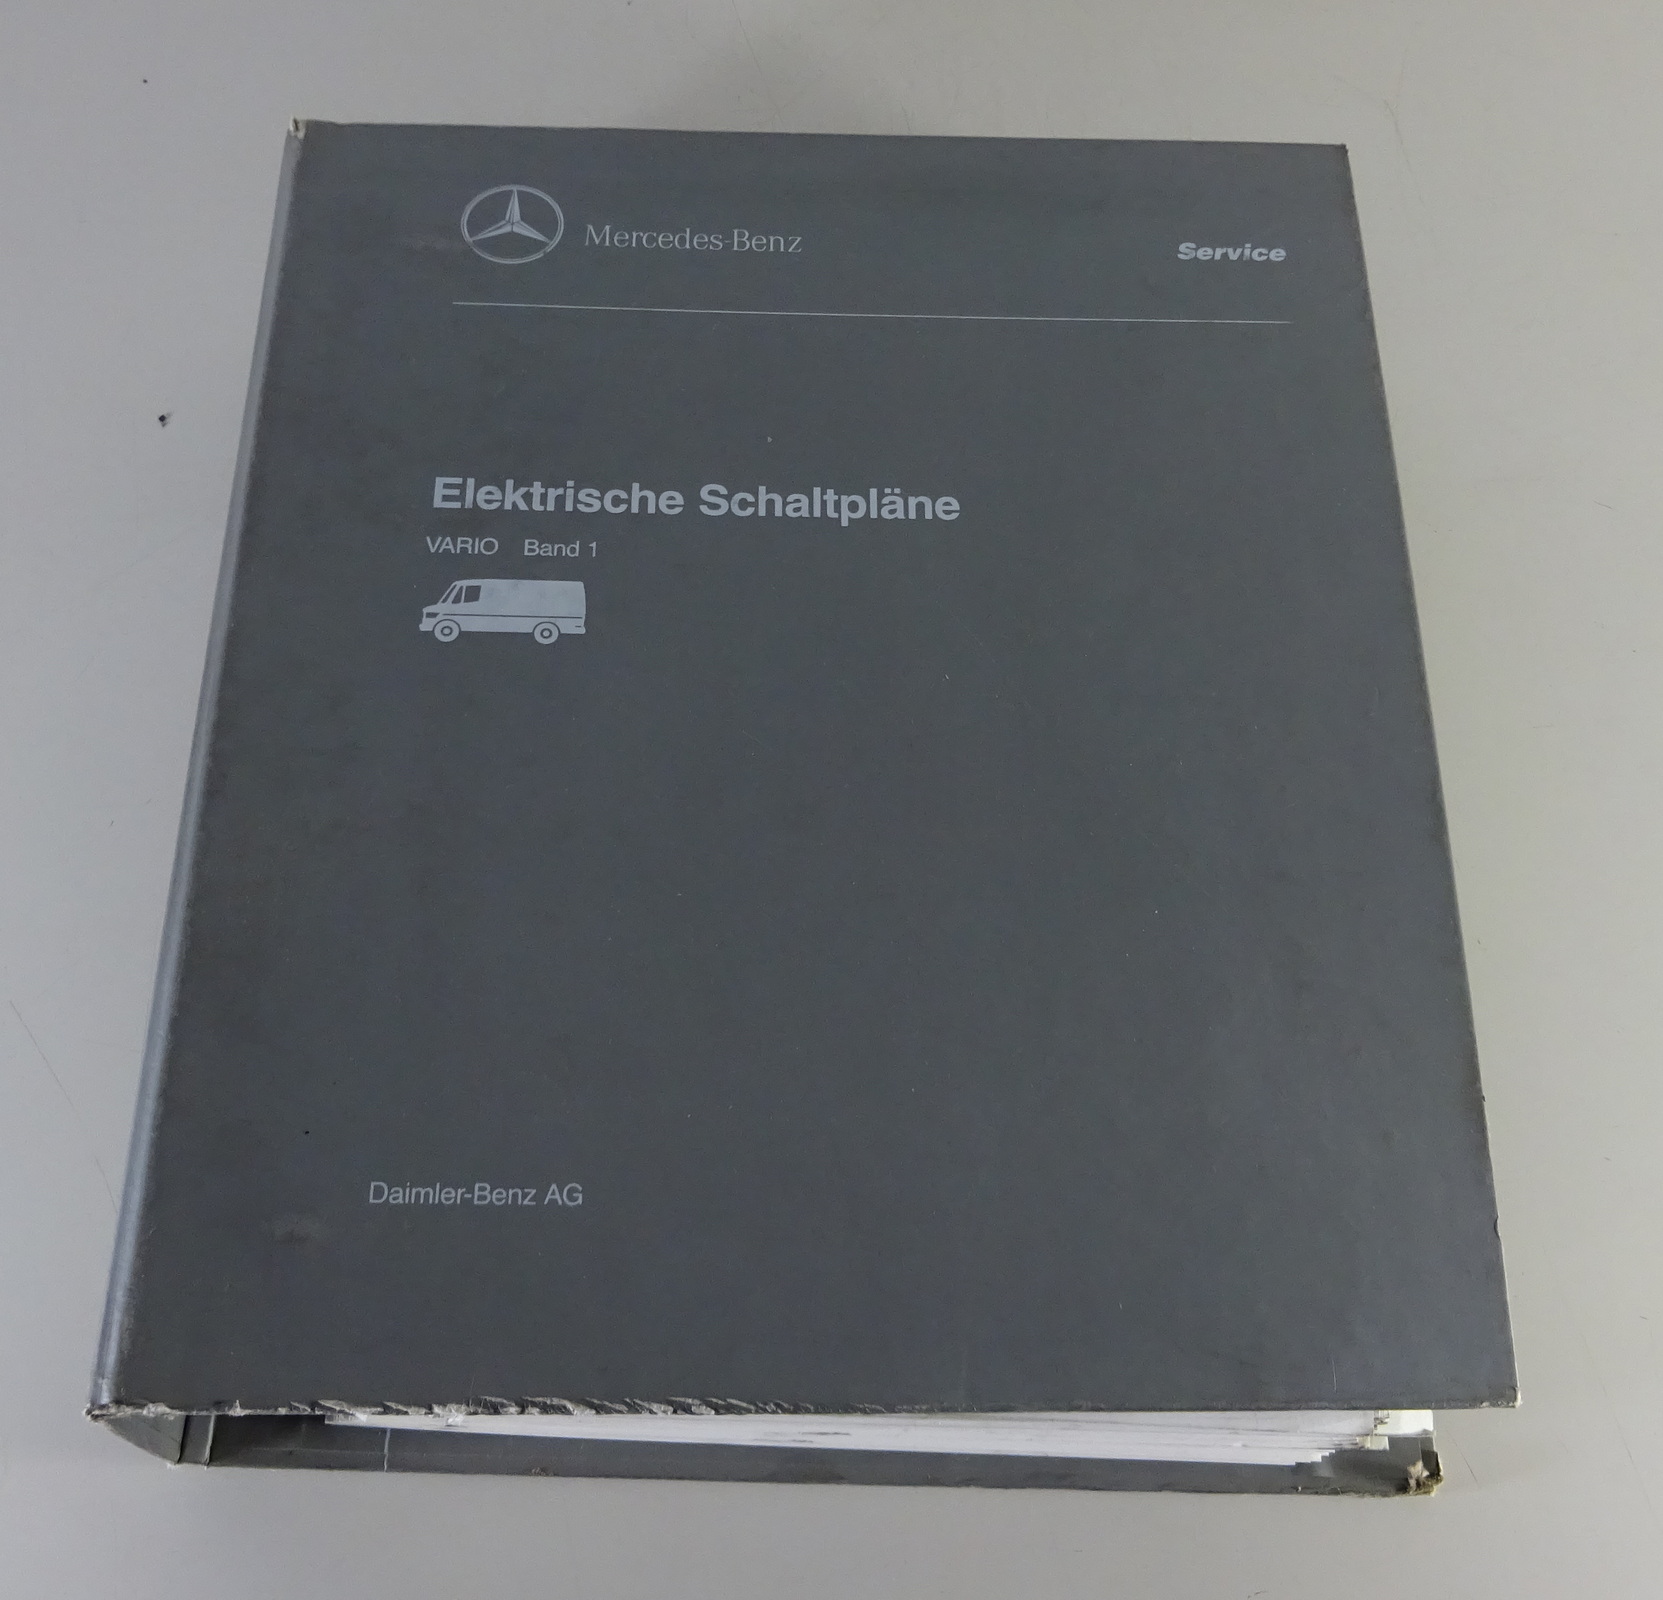 Mercedes-Benz
Service
Elektrische Schaltpläne
VARIO Band 1
Daimler-Benz AG